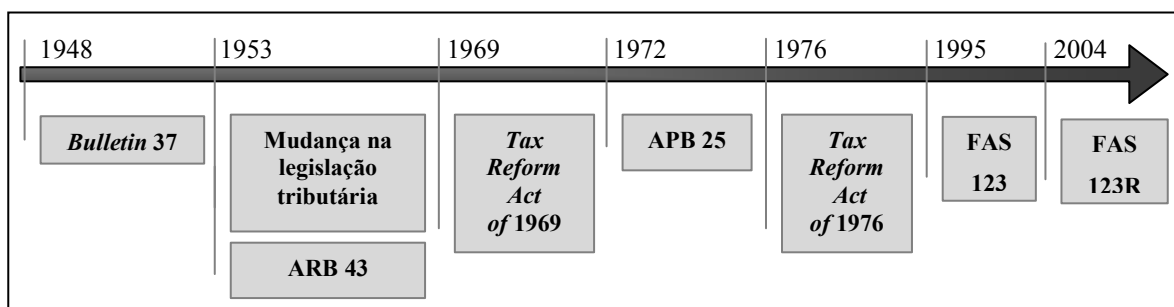 1948
1953
1969
1972
1976
1995
2004
Bulletin 37
Mudança na
legislação
tributária
ARB 43
Tax
Reform
Act
of 1969
APB 25
Tax
Reform
Act
of 1976
FAS
123
FAS
123R